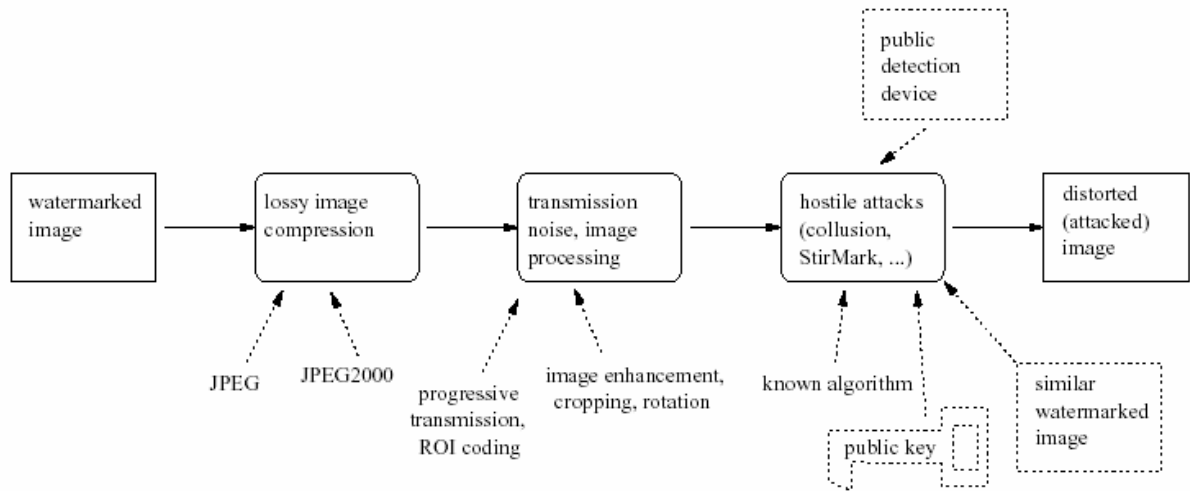 public
detection
device
watermarked
image
lossy image
compression
transmission
noise, image
processing
hostile attacks
(collusion,
StirMark, ...)
distorted
(attacked)
image
JPEG
JPEG2000
progressive
transmission,
ROI coding
image enhancement,
cropping, rotation
known algorithm
public key
similar
watermarked
image